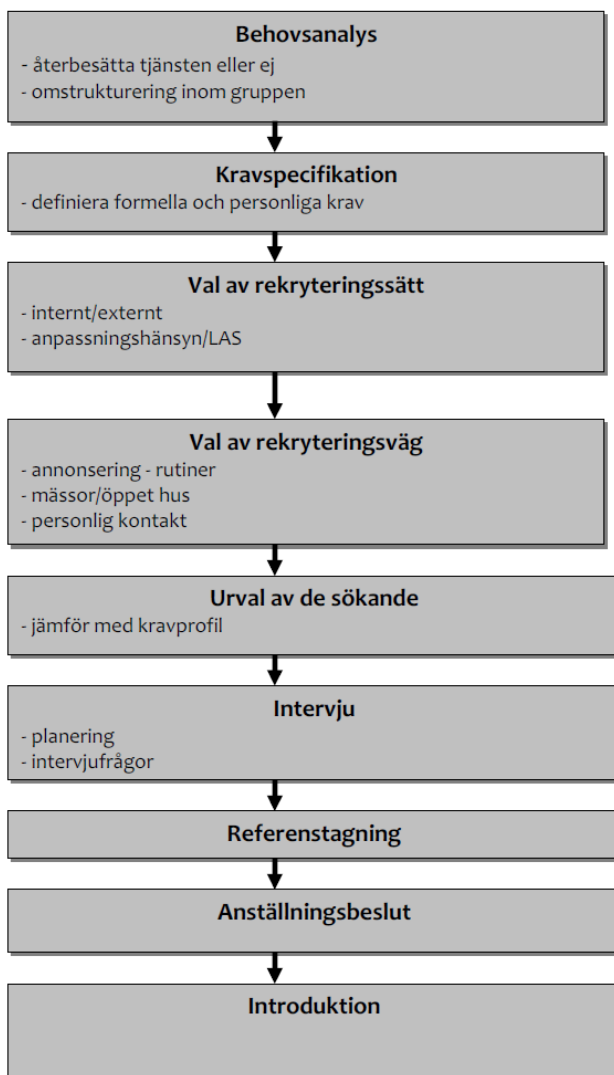 Behovsanalys
- återbesätta tjänsten eller ej
- omstrukturering inom gruppen
Kravspecifikation
- definiera formella och personliga krav
Val av rekryteringssätt
- internt/externt
- anpassningshänsyn/LAS
Val av rekryteringsväg
- annonsering - rutiner
- mässor/öppet hus
- personlig kontakt
Urval av de sökande
- jämför med kravprofil
Intervju
- planering
- intervjufrågor
Referenstagning
Anställningsbeslut
Introduktion